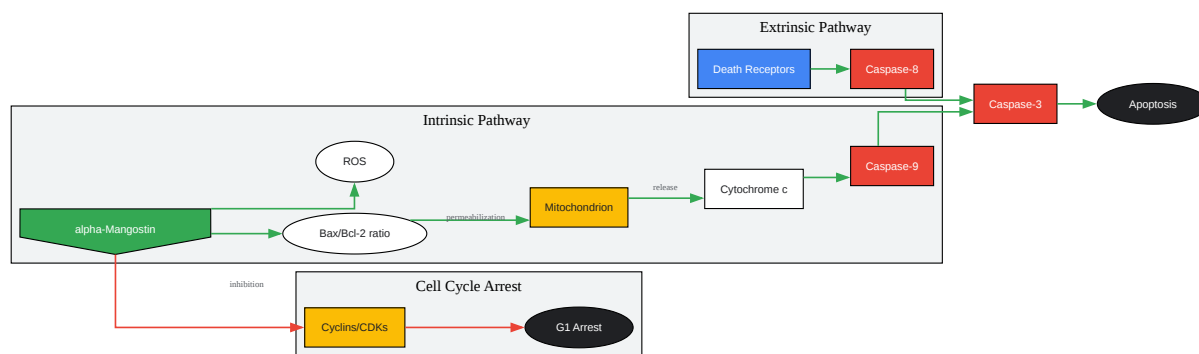 Extrinsic Pathway
Death Receptors
Caspase-8
Caspase-3
Apoptosis
Intrinsic Pathway
ROS
Caspase-9
Mitochondrion
release
Cytochrome c
alpha-Mangostin
Bax/Bcl-2 ratio
permeabilization
inhibition
Cell Cycle Arrest
Cyclins/CDKs
G1 Arrest